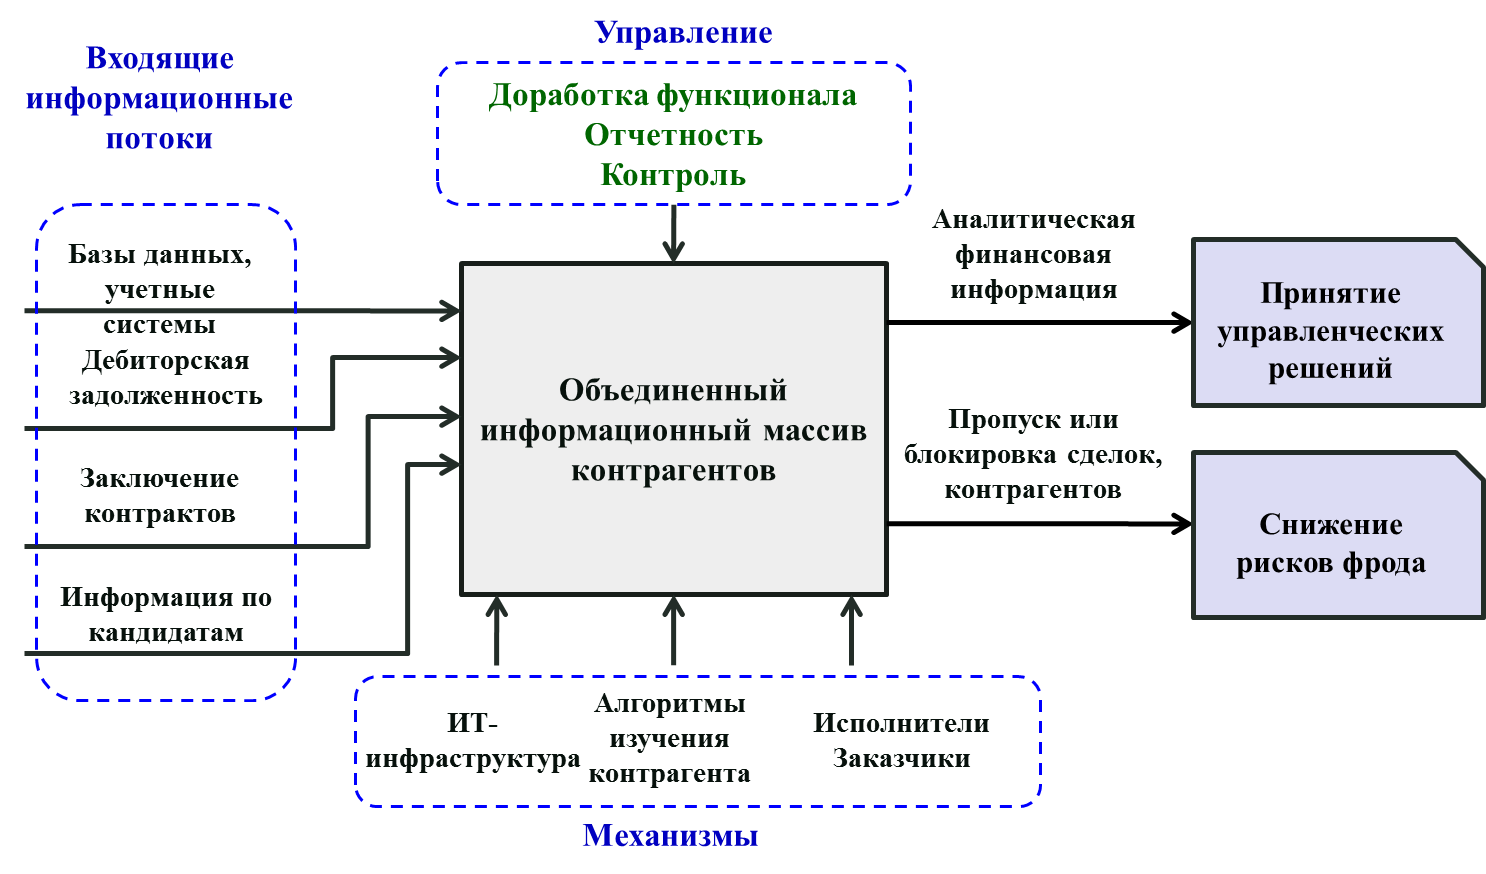 Управление
Доработка функционала
Отчетность
Контроль
Входящие
информационные
потоки
Базы данных,
учетные
системы
Дебиторская
задолженность
Заключение
контрактов
Информация по
кандидатам
Объединенный
информационный массив
контрагентов
Аналитическая
финансовая
информация
Пропуск или
блокировка сделок,
контрагентов
Принятие
управленческих
решений
Снижение
рисков фрода
ИТ-
инфраструктура
Алгоритмы
изучения
контрагента
Исполнители
Заказчики
Механизмы